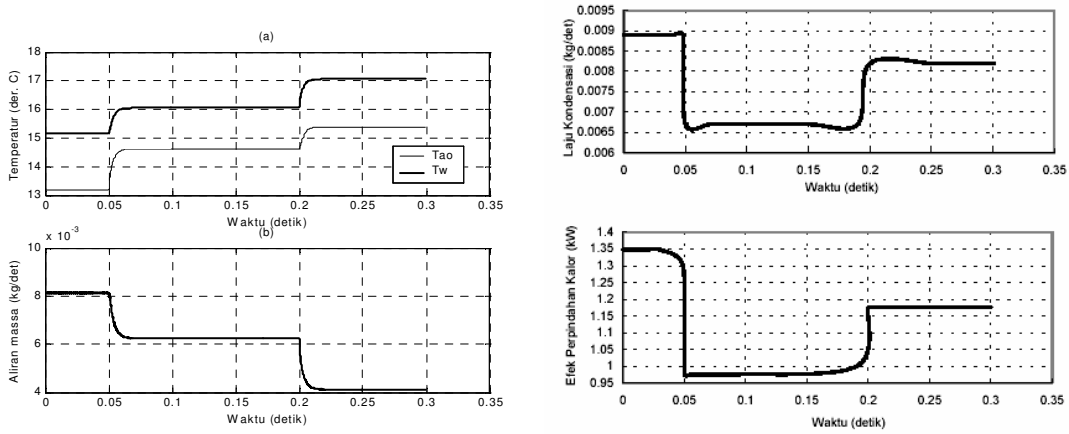 (a)
Temperatur (der. C)
18
17
16
15
14
13
0 0.05 0.1 0.15 0.2 0.25 0.3 0.35
Tao
Tw
Waktu (detik)
(b)
x 10⁻³
Aliran massa (kg/det)
10
8
6
4
0 0.05 0.1 0.15 0.2 0.25 0.3 0.35
Waktu (detik)
Laju Kondensasi (kg/det)
0.0095
0.009
0.0085
0.008
0.0075
0.007
0.0065
0.006
0 0.05 0.1 0.15 0.2 0.25 0.3 0.35
Waktu (detik)
Efek Perpindahan Kalor (kW)
1.4
1.35
1.3
1.25
1.2
1.15
1.1
1.05
1
0.95
0 0.05 0.1 0.15 0.2 0.25 0.3 0.35
Waktu (detik)